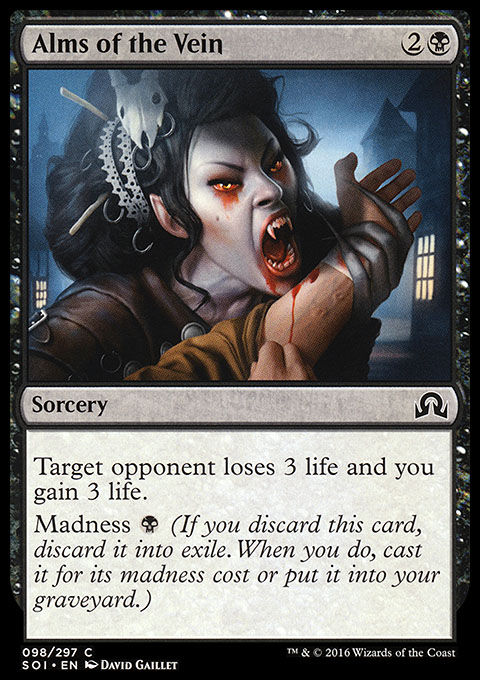 Alms of the Vein 2
Sorcery
Target opponent loses 3 life and you
gain 3 life.
Madness (If you discard this card,
discard it into exile. When you do, cast
it for its madness cost or put it into your
graveyard.)
098/297 C
SOI • EN DAVID GAILLET
™ & © 2016 Wizards of the Coast